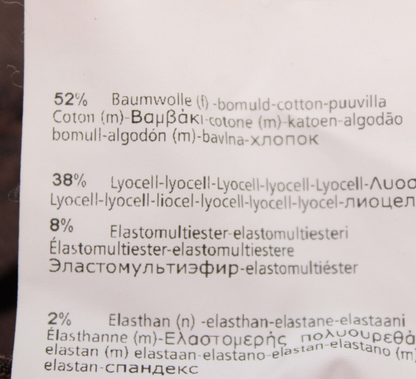 52% Baumwolle (f) -bomuld-cotton-puuvilla
Coton (m)-Βαμβάκι-cotone (m)-katoen-algodão
bomull-algodón (m)-bavlna-хлопок
38% Lyocell-lyocell-Lyocell-lyocell-Lyocell-Λυοσ
Lyocell-lyocell-liocel-lyocell-lyocell-lyocel-лиоцел
8% Elastomultiester-elastomultiesteri
Élastomultiester-elastomultiestere
Эластомультиэфир-elastomultiéster
2% Elasthan (n) -elasthan-elastane-elastaani
Élasthanne (m)-Ελαστομερής πολυουρεθά
elastan (m) elastaan-elastano-elastan-elastano (m)
elastan-спандекс